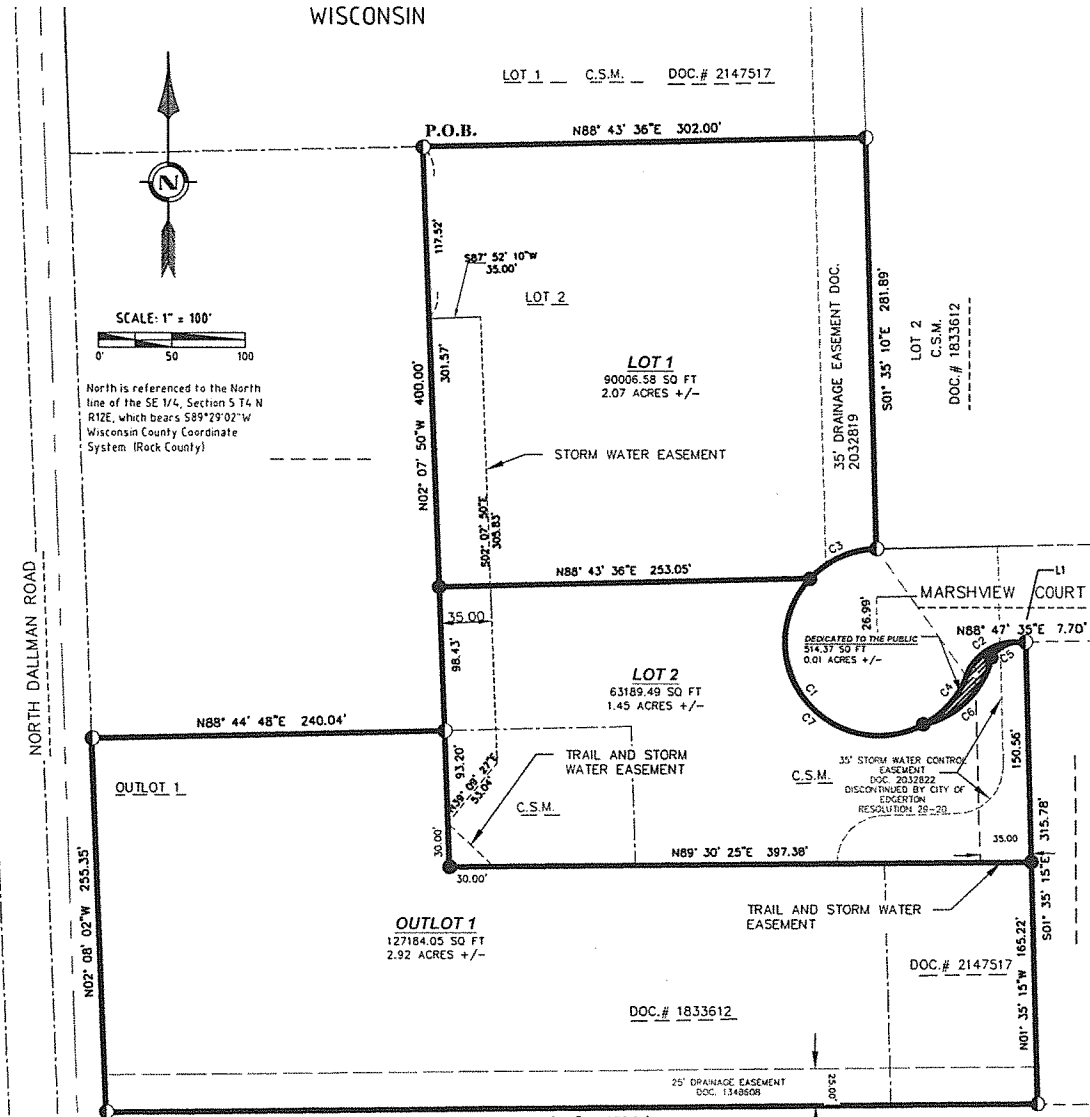 WISCONSIN
LOT 1 C.S.M. DOC.# 2147517
P.O.B.
N88° 43' 36"E 302.00'
N
SCALE: 1" = 100'
0' 50 100
North is referenced to the North
line of the SE 1/4, Section 5 T4 N
R12E, which bears S89°29'02"W
Wisconsin County Coordinate
System (Rock County)
117.52'
S87° 52' 10"W
35.00'
LOT 2
LOT 1
90006.58 SQ FT
2.07 ACRES +/-
301.57'
N02° 07' 50"W 400.00'
STORM WATER EASEMENT
S02° 07' 50"E
305.83'
35' DRAINAGE EASEMENT DOC.
2032819
S01° 35' 10"E 281.89'
LOT 2
C.S.M.
DOC.# 1833612
NORTH DALLMAN ROAD
N88° 43' 36"E 253.05'
C3
L1
MARSHVIEW COURT
26.99'
N88° 47' 35"E 7.70'
DEDICATED TO THE PUBLIC
514.37 SQ FT
0.01 ACRES +/-
C2
C5
C4
C6
C1
C7
35.00
98.43'
LOT 2
63189.49 SQ FT
1.45 ACRES +/-
N88° 44' 48"E 240.04'
93.20'
N39° 09' 27"E
53.04'
TRAIL AND STORM
WATER EASEMENT
C.S.M.
C.S.M.
35' STORM WATER CONTROL
EASEMENT
DOC. 2032822
DISCONTINUED BY CITY OF
EDGERTON
RESOLUTION 29-20
150.56'
315.78'
S01° 35' 15"E
35.00
OUTLOT 1
30.00'
30.00'
N89° 30' 25"E 397.38'
N02° 08' 02"W 255.35'
OUTLOT 1
127184.05 SQ FT
2.92 ACRES +/-
TRAIL AND STORM WATER
EASEMENT
DOC.# 2147517
N01° 35' 15"W 165.22'
DOC.# 1833612
25' DRAINAGE EASEMENT
DOC. 1348608
25.00'